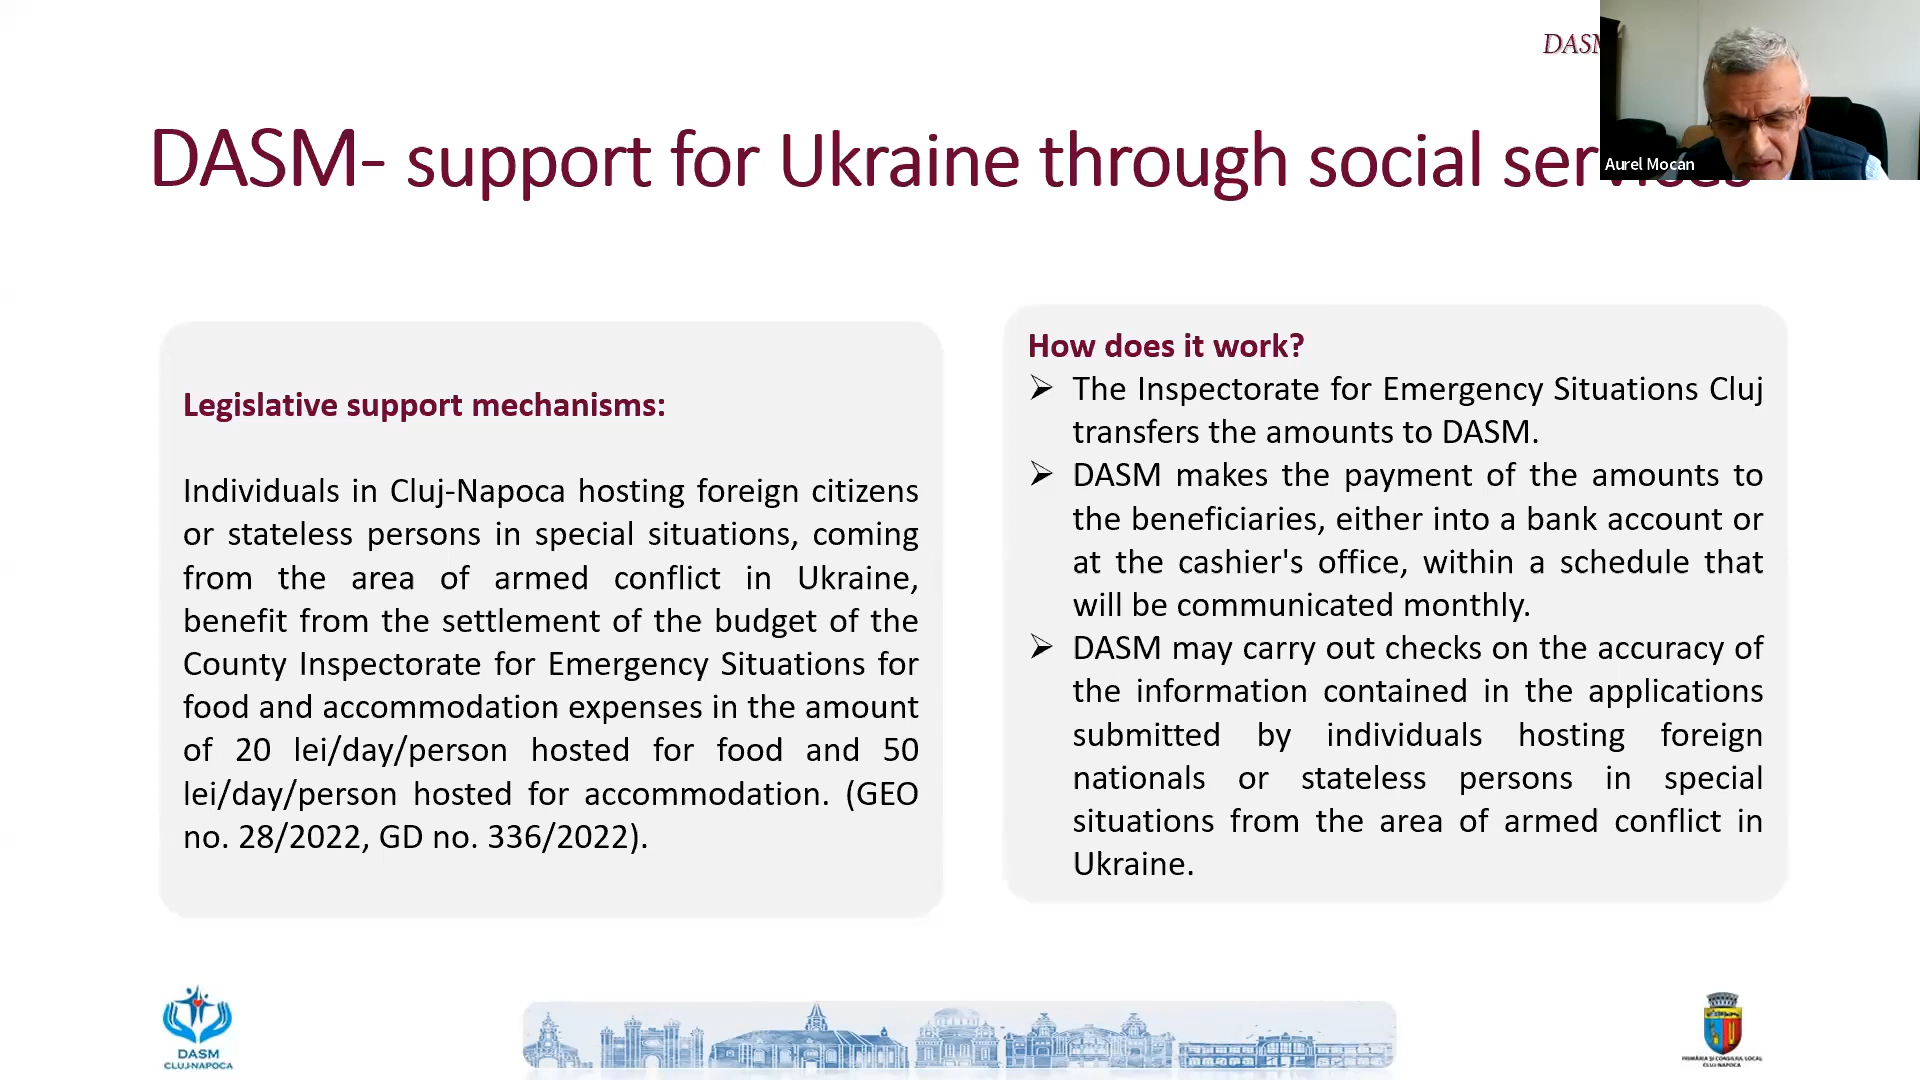 DASM
DASM- support for Ukraine through social services
Aurel Mocan
Legislative support mechanisms:
Individuals in Cluj-Napoca hosting foreign citizens
or stateless persons in special situations, coming
from the area of armed conflict in Ukraine,
benefit from the settlement of the budget of the
County Inspectorate for Emergency Situations for
food and accommodation expenses in the amount
of 20 lei/day/person hosted for food and 50
lei/day/person hosted for accommodation. (GEO
no. 28/2022, GD no. 336/2022).
How does it work?
➢ The Inspectorate for Emergency Situations Cluj
transfers the amounts to DASM.
➢ DASM makes the payment of the amounts to
the beneficiaries, either into a bank account or
at the cashier's office, within a schedule that
will be communicated monthly.
➢ DASM may carry out checks on the accuracy of
the information contained in the applications
submitted by individuals hosting foreign
nationals or stateless persons in special
situations from the area of armed conflict in
Ukraine.
DASM
CLUJ-NAPOCA
PRIMĂRIA ȘI CONSILIUL LOCAL
CLUJ-NAPOCA